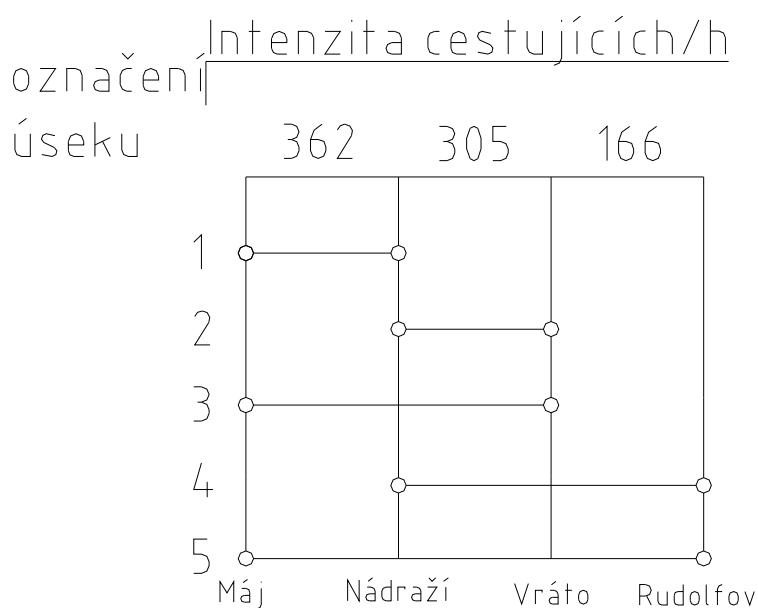 Intenzita cestujících/h
označení
úseku
362 305 166
1
2
3
4
5
Máj Nádraží Vráto Rudolfov